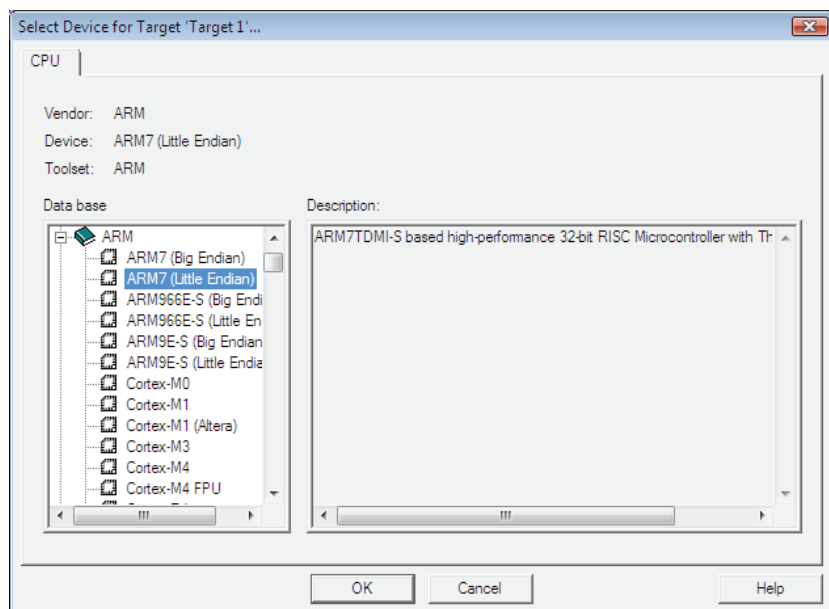 Select Device for Target 'Target 1'...
CPU
Vendor: ARM
Device: ARM7 (Little Endian)
Toolset: ARM
Data base
Description:
ARM
ARM7 (Big Endian)
ARM7 (Little Endian)
ARM966E-S (Big Endi
ARM966E-S (Little En
ARM9E-S (Big Endian
ARM9E-S (Little Endia
Cortex-M0
Cortex-M1
Cortex-M1 (Altera)
Cortex-M3
Cortex-M4
Cortex-M4 FPU
ARM7TDMI-S based high-performance 32-bit RISC Microcontroller with Th
OK
Cancel
Help